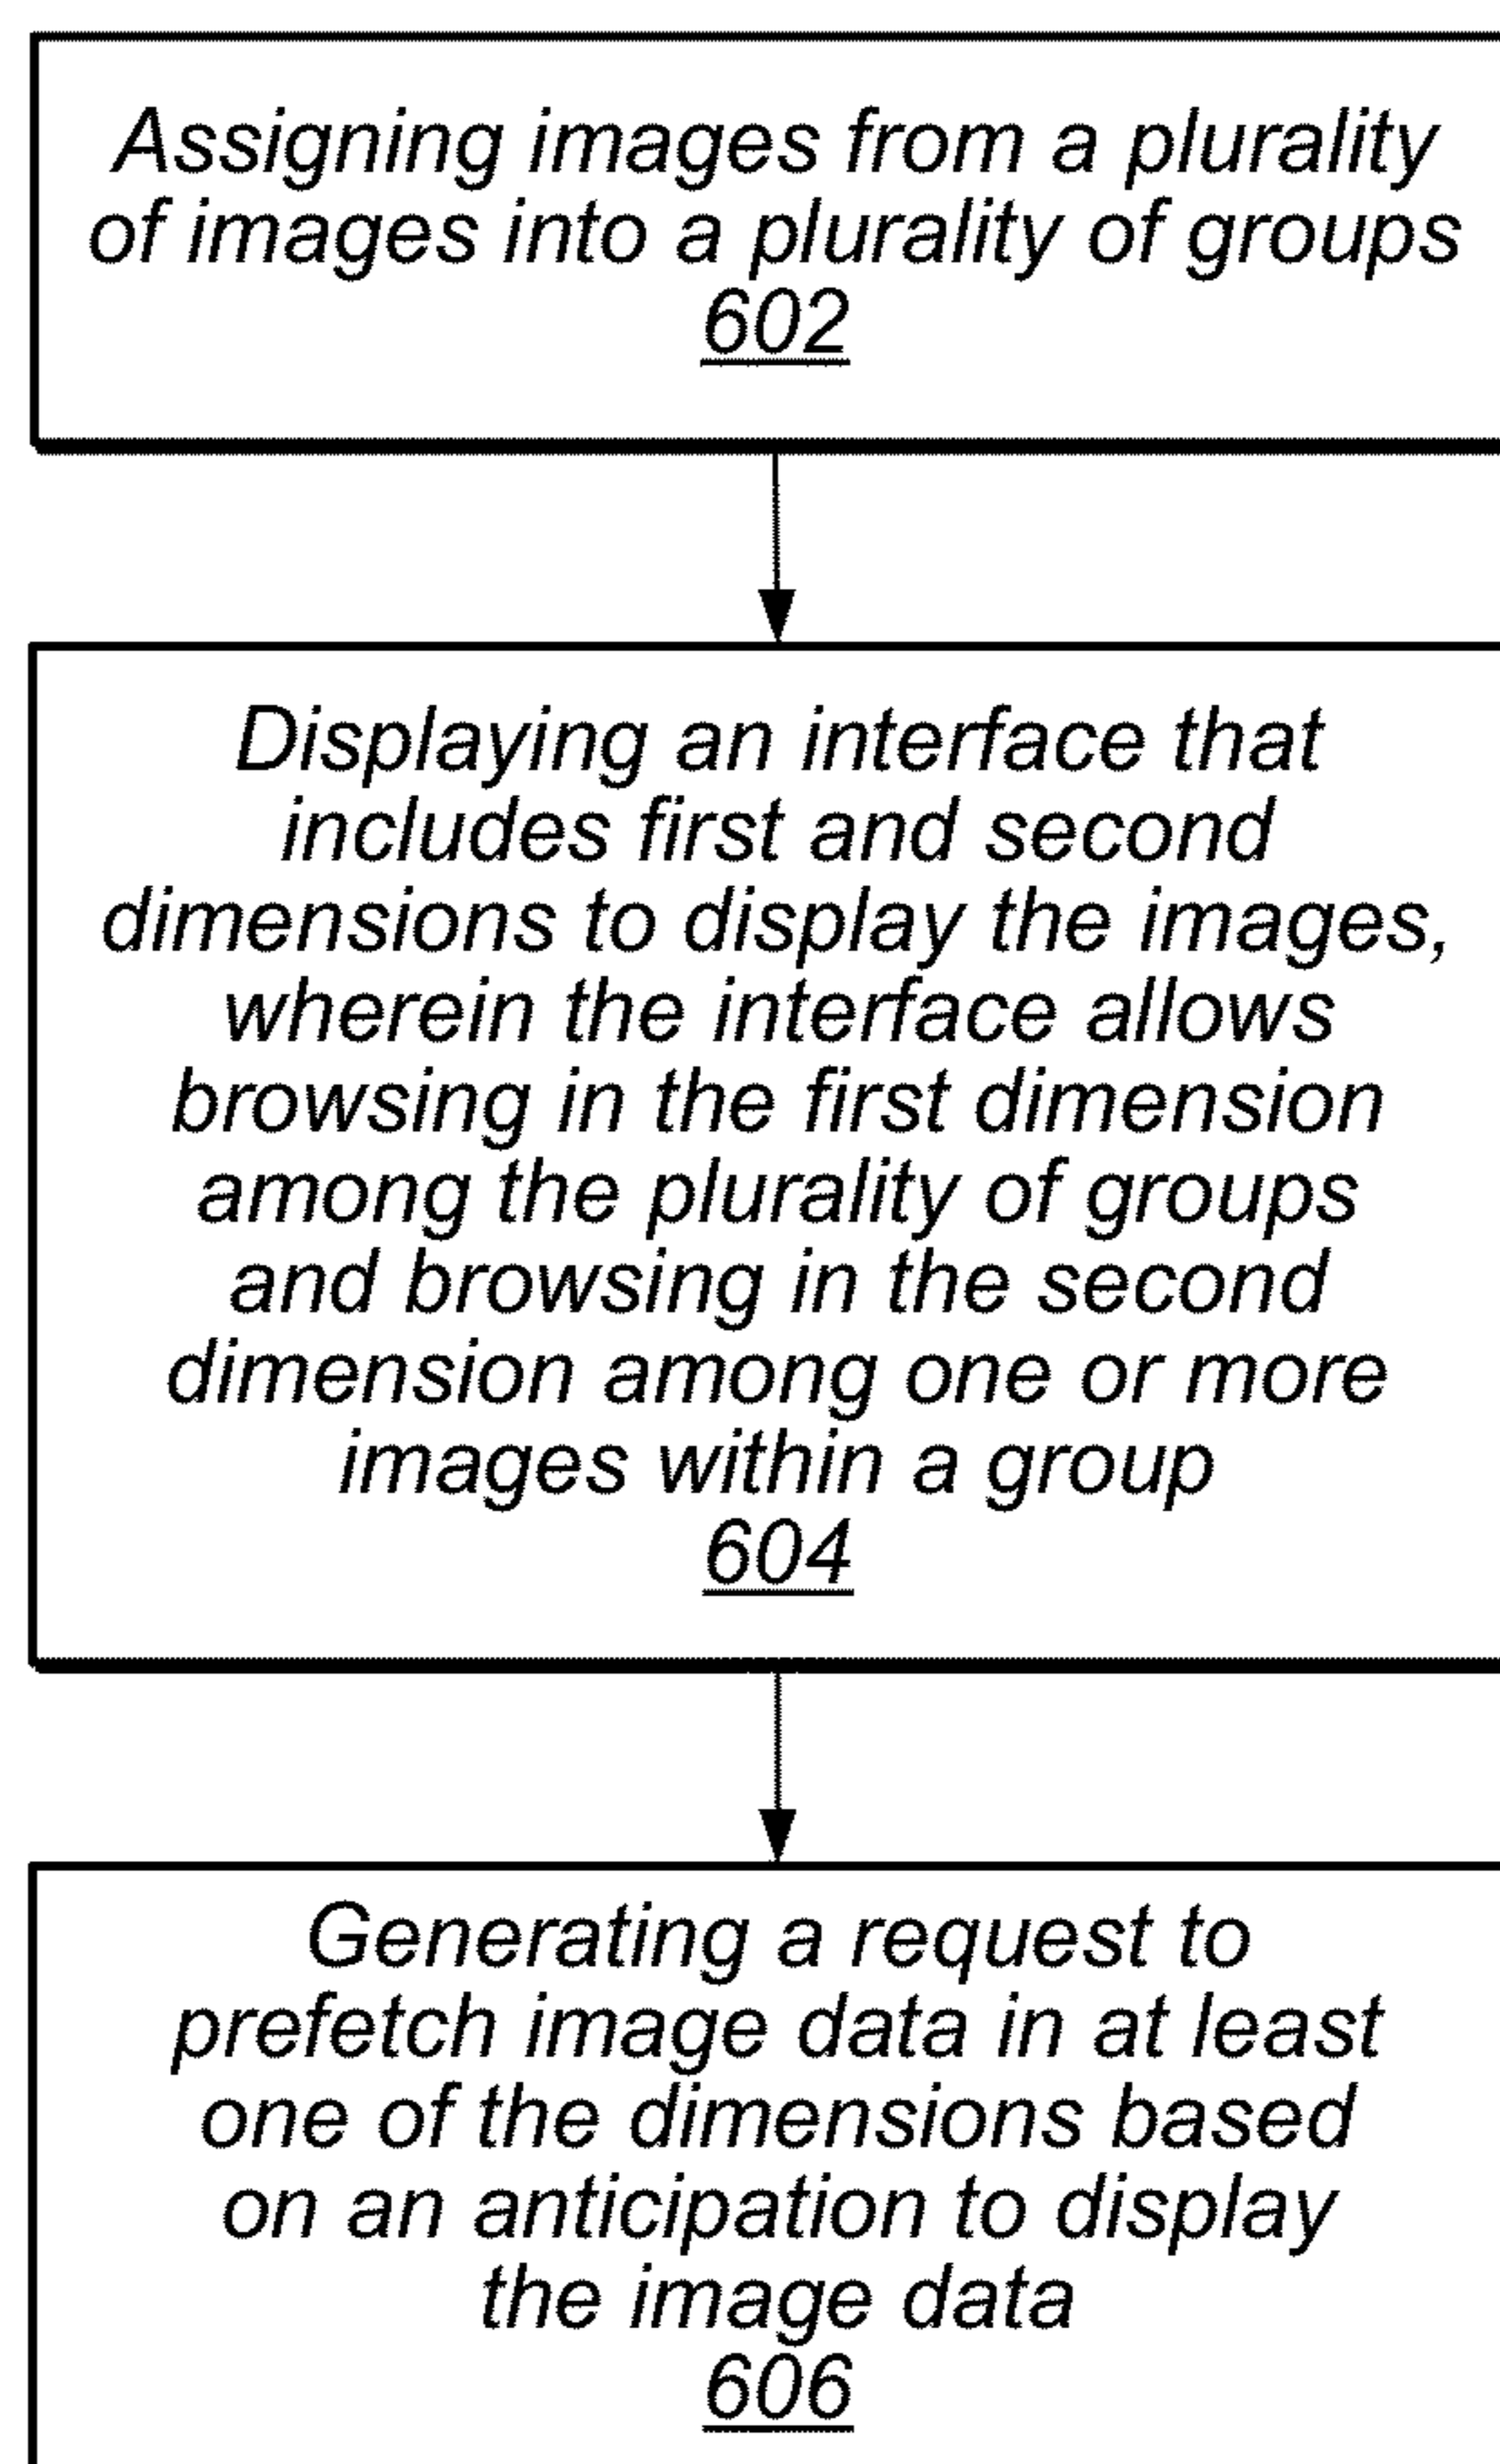 Assigning images from a plurality
of images into a plurality of groups
602
Displaying an interface that
includes first and second
dimensions to display the images,
wherein the interface allows
browsing in the first dimension
among the plurality of groups
and browsing in the second
dimension among one or more
images within a group
604
Generating a request to
prefetch image data in at least
one of the dimensions based
on an anticipation to display
the image data
606